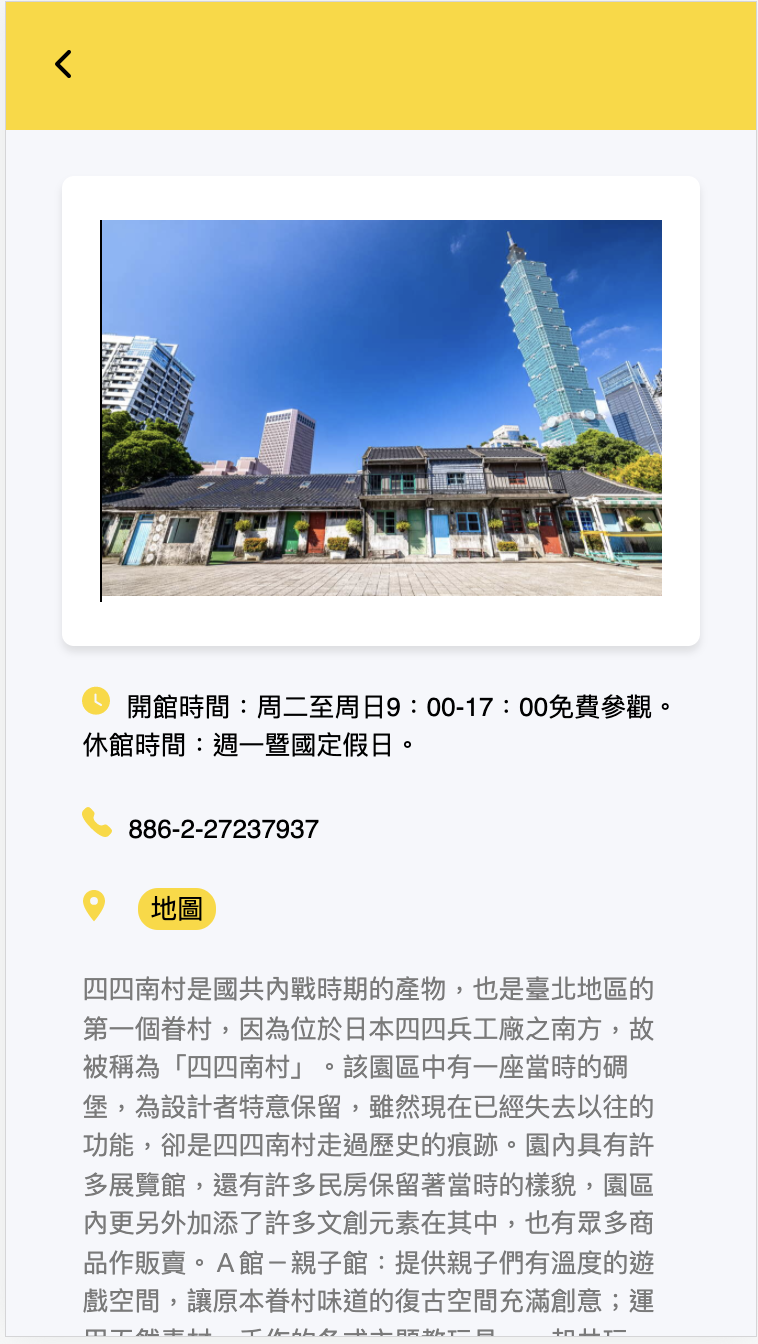 開館時間：周二至周日9：00-17：00免費參觀。
休館時間：週一暨國定假日。
886-2-27237937
地圖
四四南村是國共內戰時期的產物，也是臺北地區的
第一個眷村，因為位於日本四四兵工廠之南方，故
被稱為「四四南村」。該園區中有一座當時的碉
堡，為設計者特意保留，雖然現在已經失去以往的
功能，卻是四四南村走過歷史的痕跡。園內具有許
多展覽館，還有許多民房保留著當時的樣貌，園區
內更另外加添了許多文創元素在其中，也有眾多商
品作販賣。Ａ館－親子館：提供親子們有溫度的遊
戲空間，讓原本眷村味道的復古空間充滿創意；運